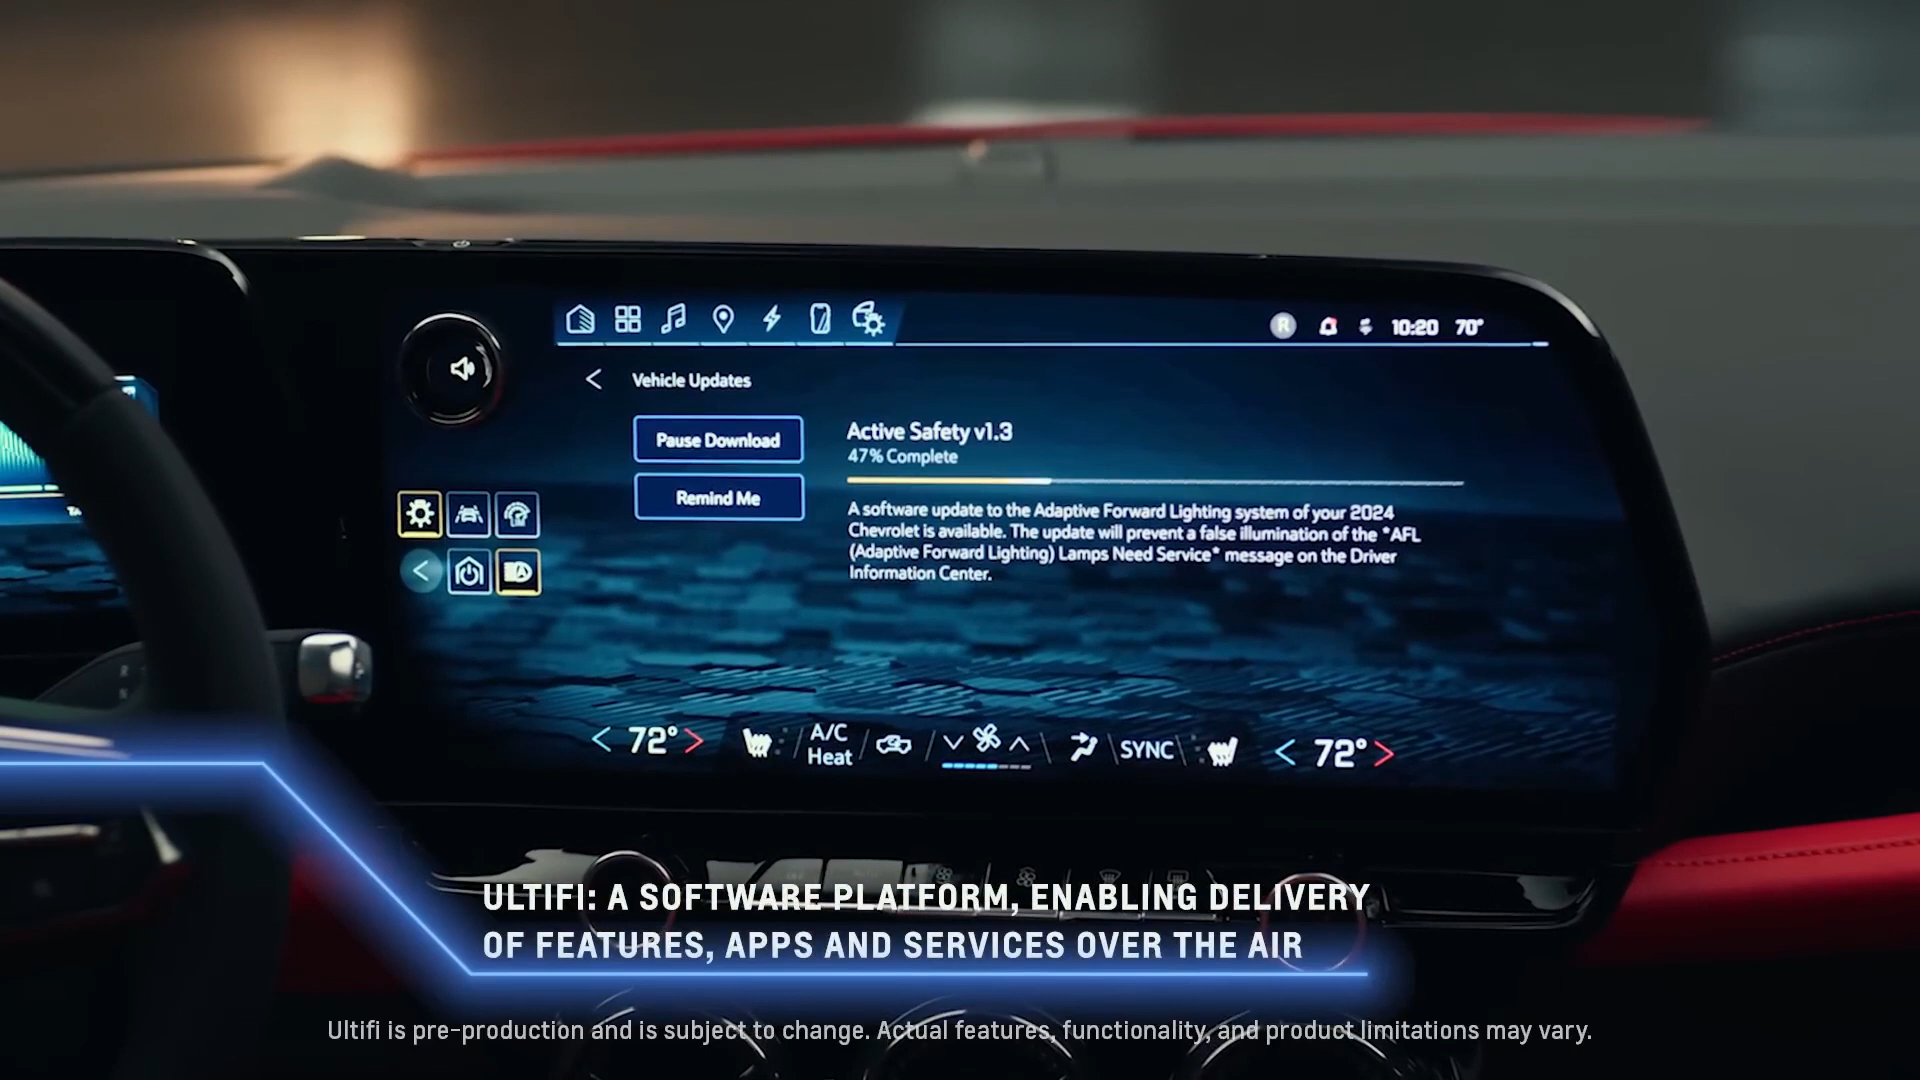 R 10:20 70°
Vehicle Updates
Pause Download
Remind Me
Active Safety v1.3
47% Complete
A software update to the Adaptive Forward Lighting system of your 2024
Chevrolet is available. The update will prevent a false illumination of the *AFL
(Adaptive Forward Lighting) Lamps Need Service* message on the Driver
Information Center.
72°
A/C
Heat
SYNC
72°
R
N
ULTIFI: A SOFTWARE PLATFORM, ENABLING DELIVERY
OF FEATURES, APPS AND SERVICES OVER THE AIR
Ultifi is pre-production and is subject to change. Actual features, functionality, and product limitations may vary.